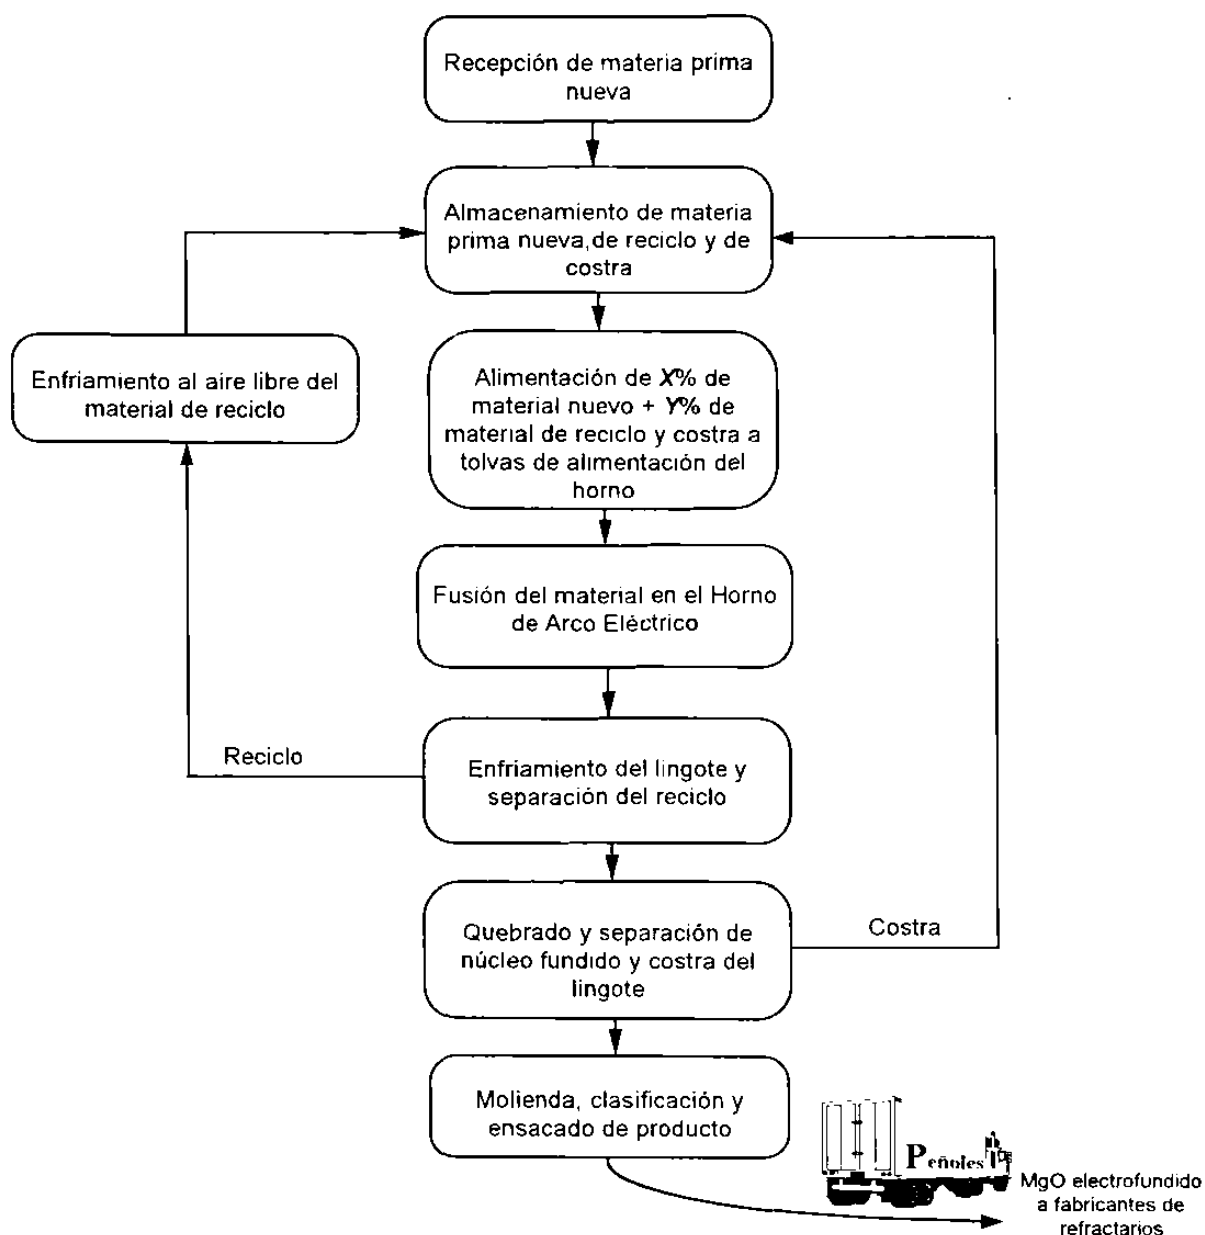 Recepción de materia prima
nueva
Almacenamiento de materia
prima nueva,de reciclo y de
costra
Enfriamiento al aire libre del
material de reciclo
Alimentación de X% de
material nuevo + Y% de
material de reciclo y costra a
tolvas de alimentación del
horno
Fusión del material en el Horno
de Arco Eléctrico
Reciclo
Enfriamiento del lingote y
separación del reciclo
Quebrado y separación de
núcleo fundido y costra del
lingote
Costra
Molienda, clasificación y
ensacado de producto
Peñoles
MgO electrofundido
a fabricantes de
refractarios